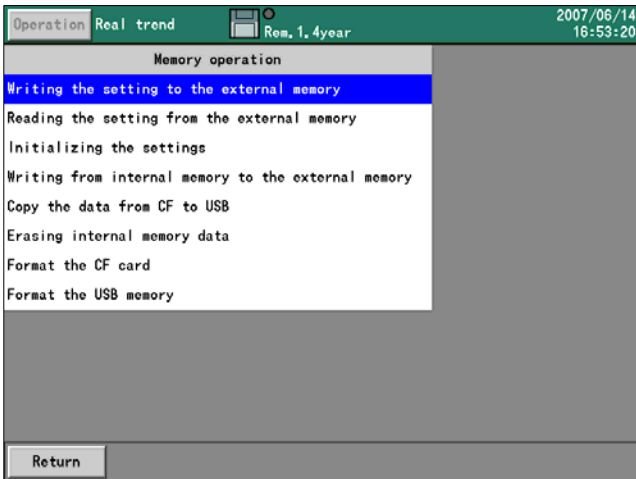 Operation Real trend Rem.1.4year 2007/06/14
16:53:20
Memory operation
Writing the setting to the external memory
Reading the setting from the external memory
Initializing the settings
Writing from internal memory to the external memory
Copy the data from CF to USB
Erasing internal memory data
Format the CF card
Format the USB memory
Return